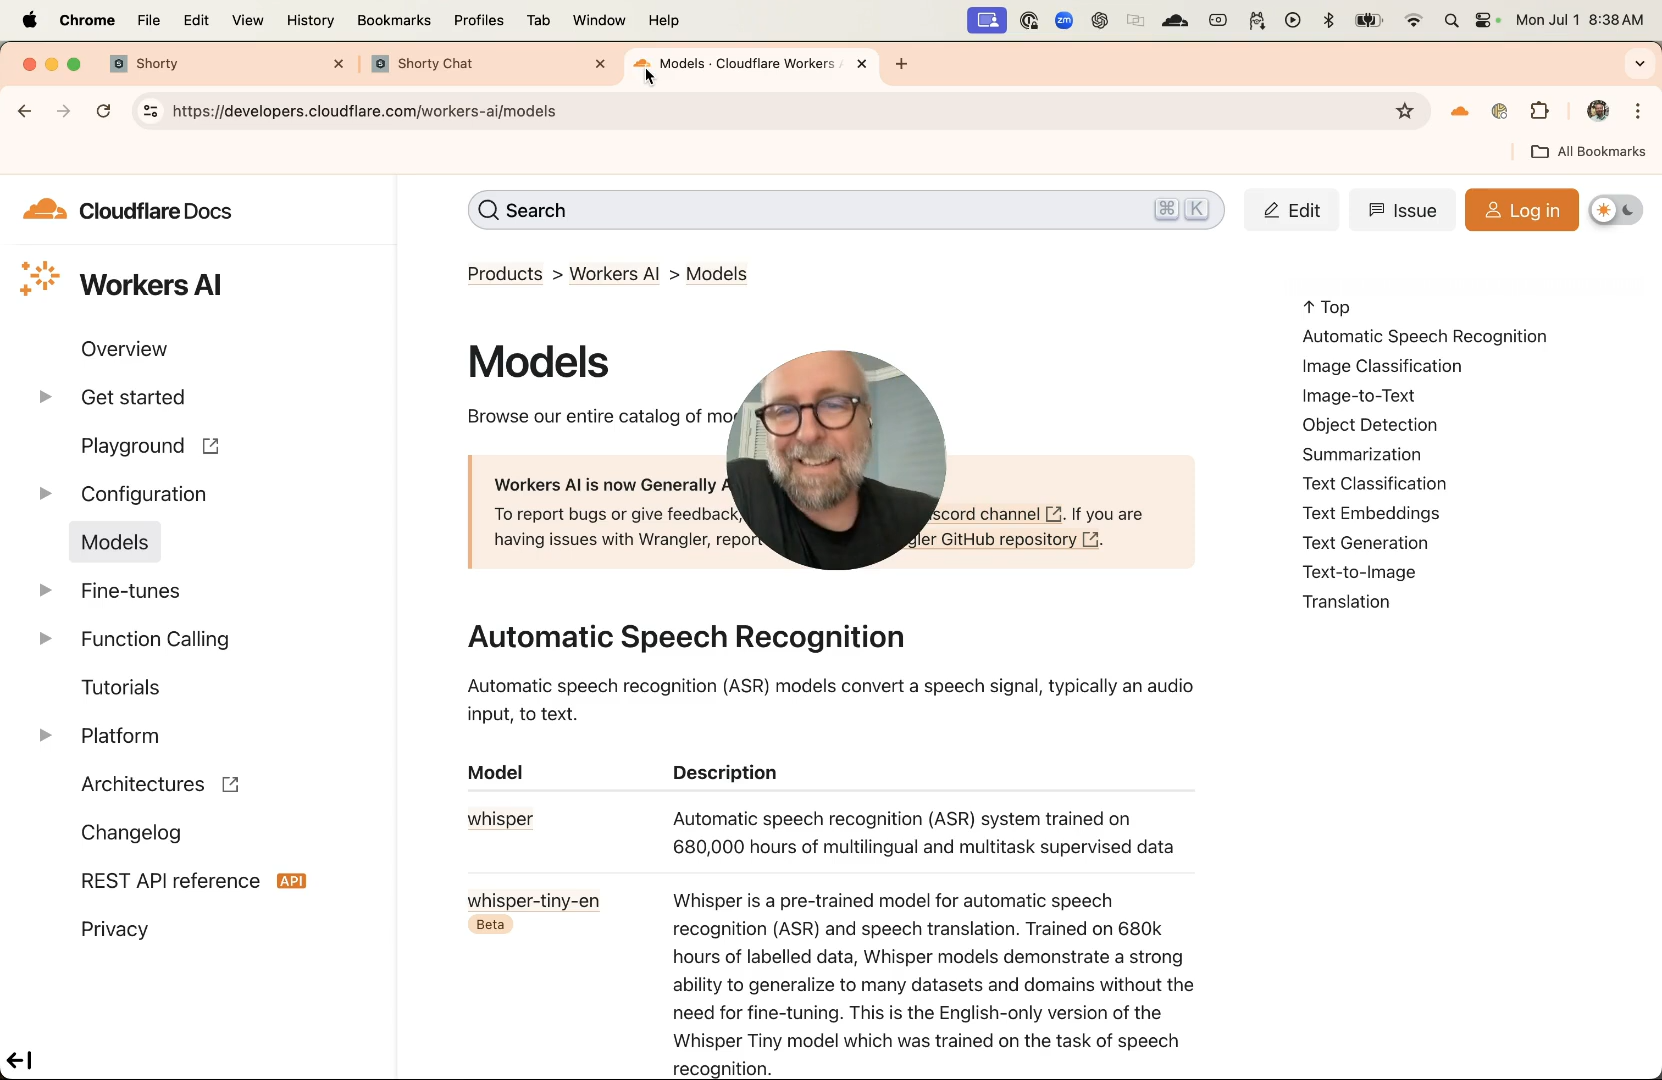 Chrome File Edit View History Bookmarks Profiles Tab Window Help
zm
Mon Jul 1 8:38 AM
Shorty
Shorty Chat
Models · Cloudflare Workers
https://developers.cloudflare.com/workers-ai/models
All Bookmarks
Cloudflare Docs
Search
⌘ K
Edit
Issue
Log in
Workers AI
Overview
Get started
Playground
Configuration
Models
Fine-tunes
Function Calling
Tutorials
Platform
Architectures
Changelog
REST API reference API
Privacy
Products > Workers AI > Models
Models
Browse our entire catalog of
Workers AI is now Generally
To report bugs or give feedback, channel. If you are
having issues with Wrangler, GitHub repository.
Automatic Speech Recognition
Automatic speech recognition (ASR) models convert a speech signal, typically an audio
input, to text.
Model Description
whisper
Automatic speech recognition (ASR) system trained on
680,000 hours of multilingual and multitask supervised data
whisper-tiny-en
Beta
Whisper is a pre-trained model for automatic speech
recognition (ASR) and speech translation. Trained on 680k
hours of labelled data, Whisper models demonstrate a strong
ability to generalize to many datasets and domains without the
need for fine-tuning. This is the English-only version of the
Whisper Tiny model which was trained on the task of speech
recognition.
↑ Top
Automatic Speech Recognition
Image Classification
Image-to-Text
Object Detection
Summarization
Text Classification
Text Embeddings
Text Generation
Text-to-Image
Translation